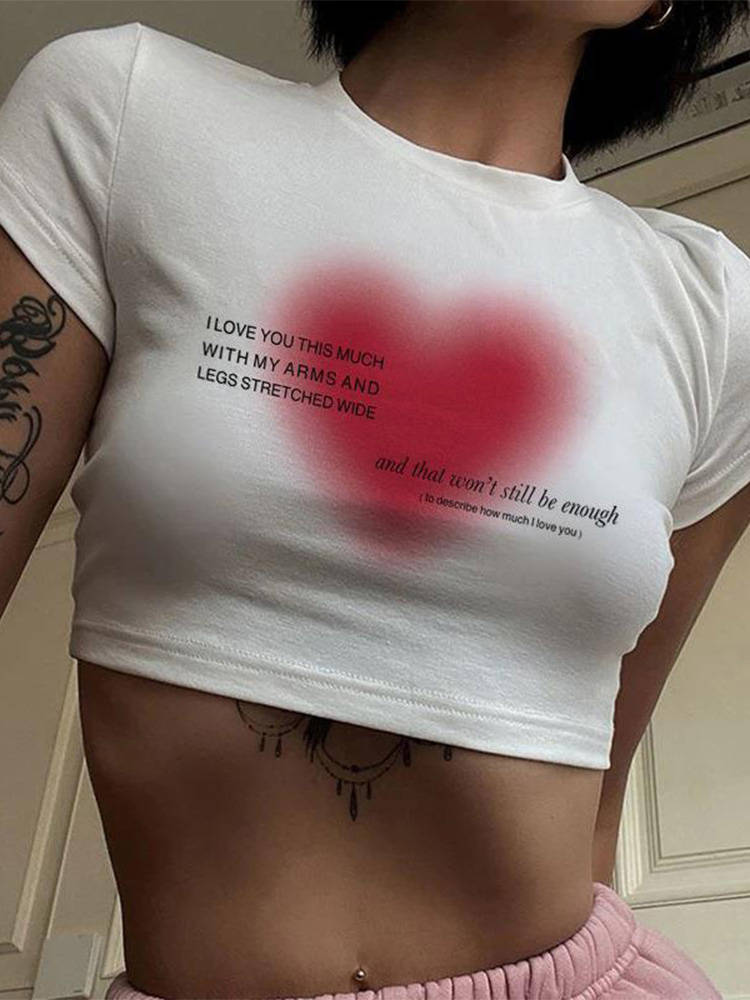 I LOVE YOU THIS MUCH
WITH MY ARMS AND
LEGS STRETCHED WIDE
and that won't still be enough
( to describe how much I love you )